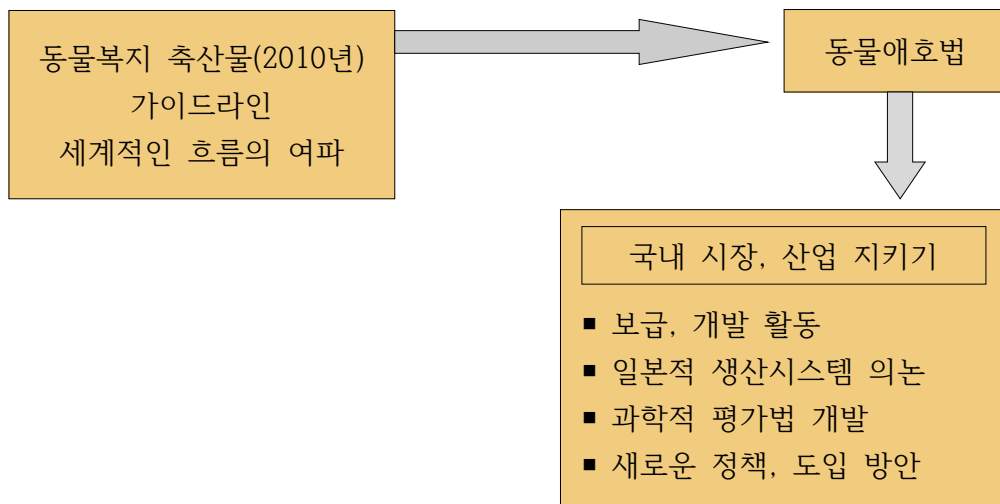 동물복지 축산물(2010년)
가이드라인
세계적인 흐름의 여파
동물애호법
국내 시장, 산업 지키기
▪ 보급, 개발 활동
▪ 일본적 생산시스템 의논
▪ 과학적 평가법 개발
▪ 새로운 정책, 도입 방안